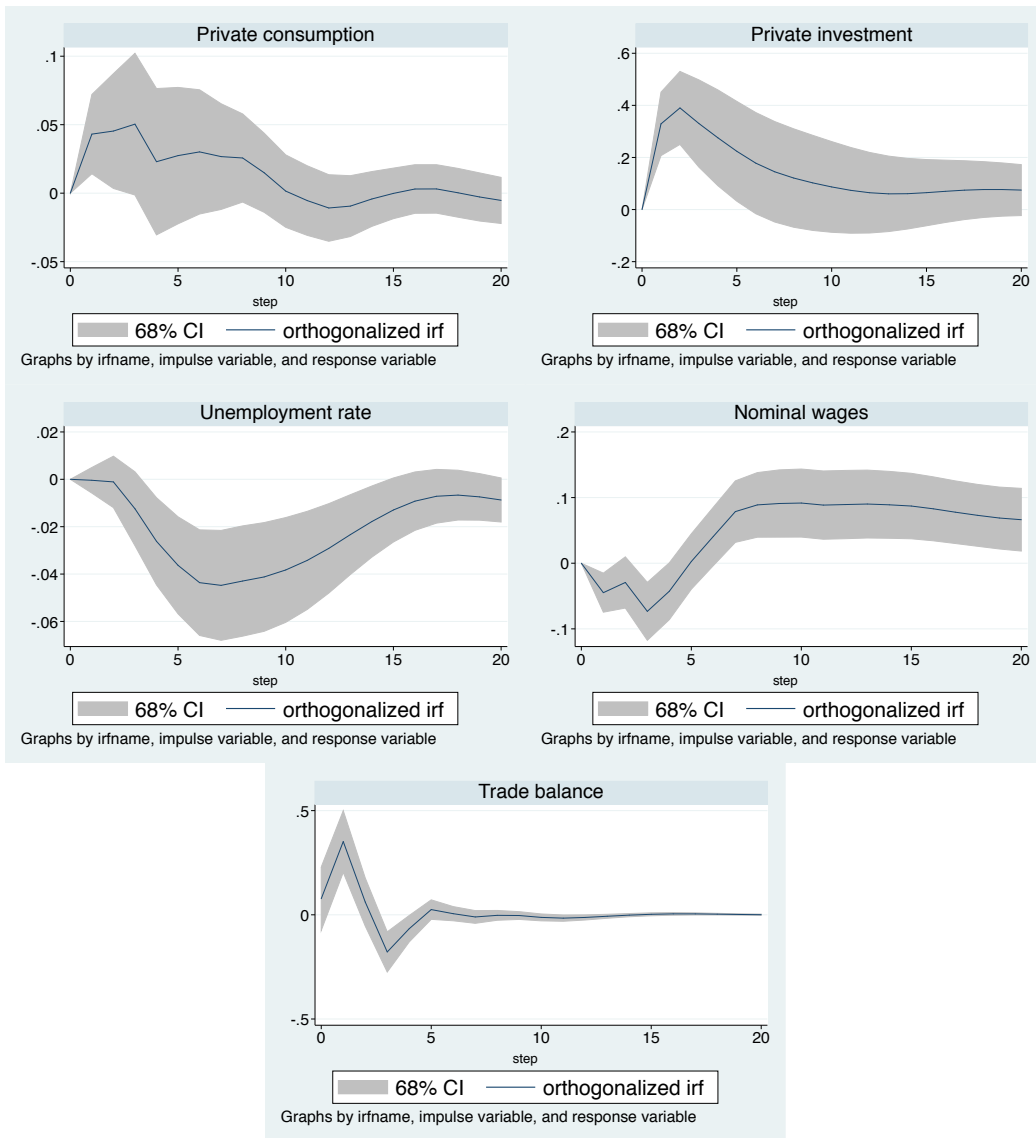 Private consumption
.1
.05
0
-.05
0 5 10 15 20
step
68% CI orthogonalized irf
Graphs by irfname, impulse variable, and response variable
Private investment
.6
.4
.2
0
-.2
0 5 10 15 20
step
68% CI orthogonalized irf
Graphs by irfname, impulse variable, and response variable
Unemployment rate
.02
0
-.02
-.04
-.06
0 5 10 15 20
step
68% CI orthogonalized irf
Graphs by irfname, impulse variable, and response variable
Nominal wages
.2
.1
0
-.1
0 5 10 15 20
step
68% CI orthogonalized irf
Graphs by irfname, impulse variable, and response variable
Trade balance
.5
0
-.5
0 5 10 15 20
step
68% CI orthogonalized irf
Graphs by irfname, impulse variable, and response variable